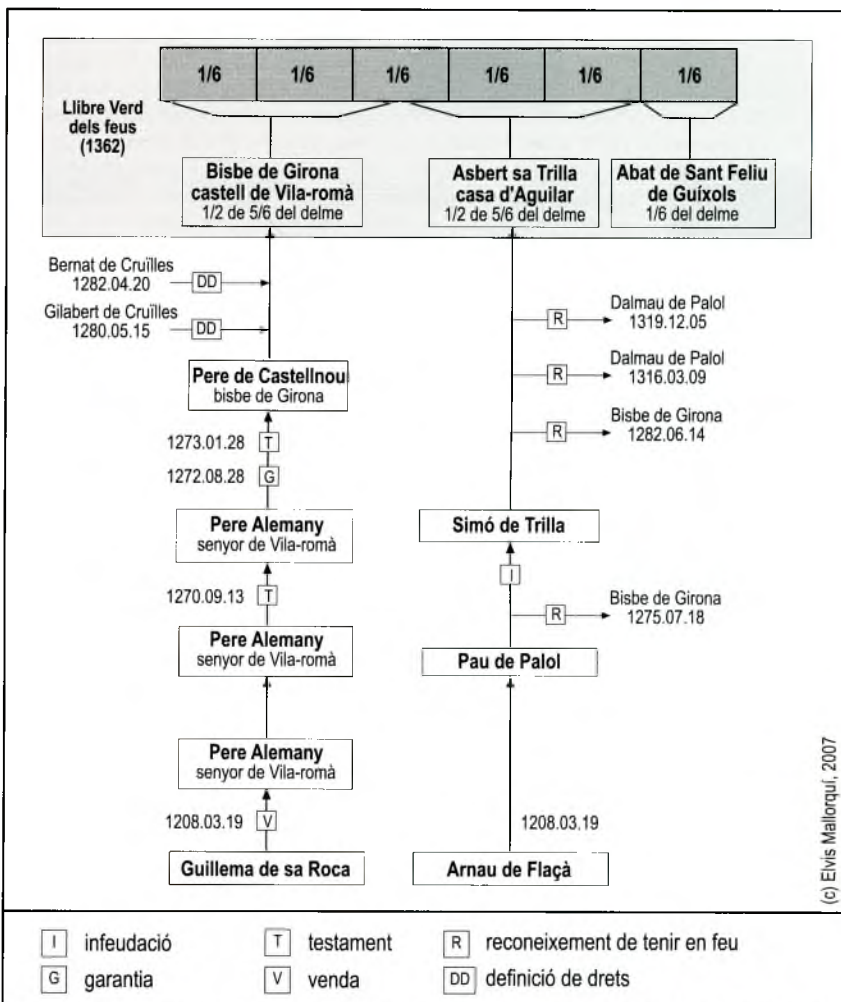 1/6 1/6 1/6 1/6 1/6 1/6
Llibre Verd
dels feus
(1362)
Bisbe de Girona
castell de Vila-romà
1/2 de 5/6 del delme
Asbert sa Trilla
casa d'Aguilar
1/2 de 5/6 del delme
Abat de Sant Feliu
de Guíxols
1/6 del delme
Bernat de Cruïlles
1282.04.20
DD
Gilabert de Cruïlles
1280.05.15
DD
Pere de Castellnou
bisbe de Girona
1273.01.28 T
1272.08.28 G
Pere Alemany
senyor de Vila-romà
1270.09.13 T
Pere Alemany
senyor de Vila-romà
Pere Alemany
senyor de Vila-romà
1208.03.19 V
Guillema de sa Roca
R
Dalmau de Palol
1319.12.05
R
Dalmau de Palol
1316.03.09
R
Bisbe de Girona
1282.06.14
Simó de Trilla
I
R
Bisbe de Girona
1275.07.18
Pau de Palol
1208.03.19
Arnau de Flaçà
(c) Elvis Mallorquí, 2007
I infeudació
T testament
R reconeixement de tenir en feu
G garantia
V venda
DD definició de drets